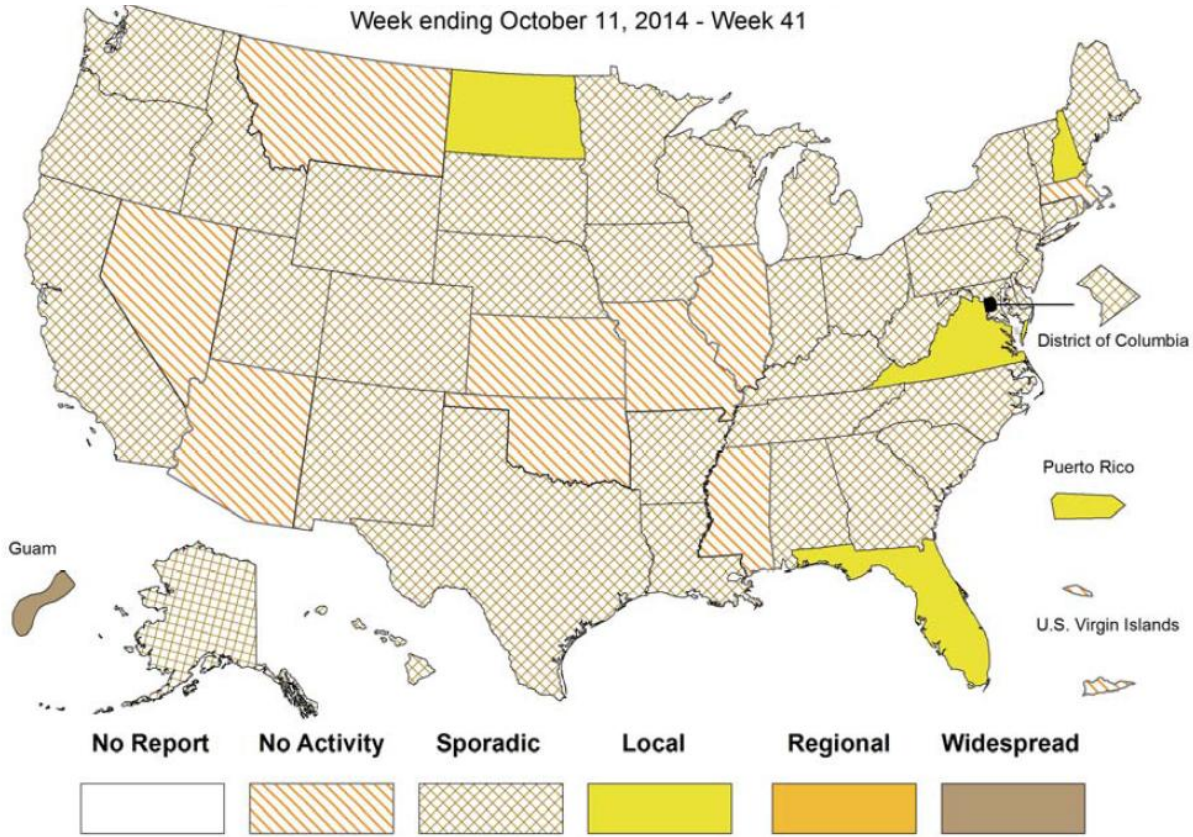 Week ending October 11, 2014 - Week 41
District of Columbia
Puerto Rico
Guam
U.S. Virgin Islands
No Report
No Activity
Sporadic
Local
Regional
Widespread